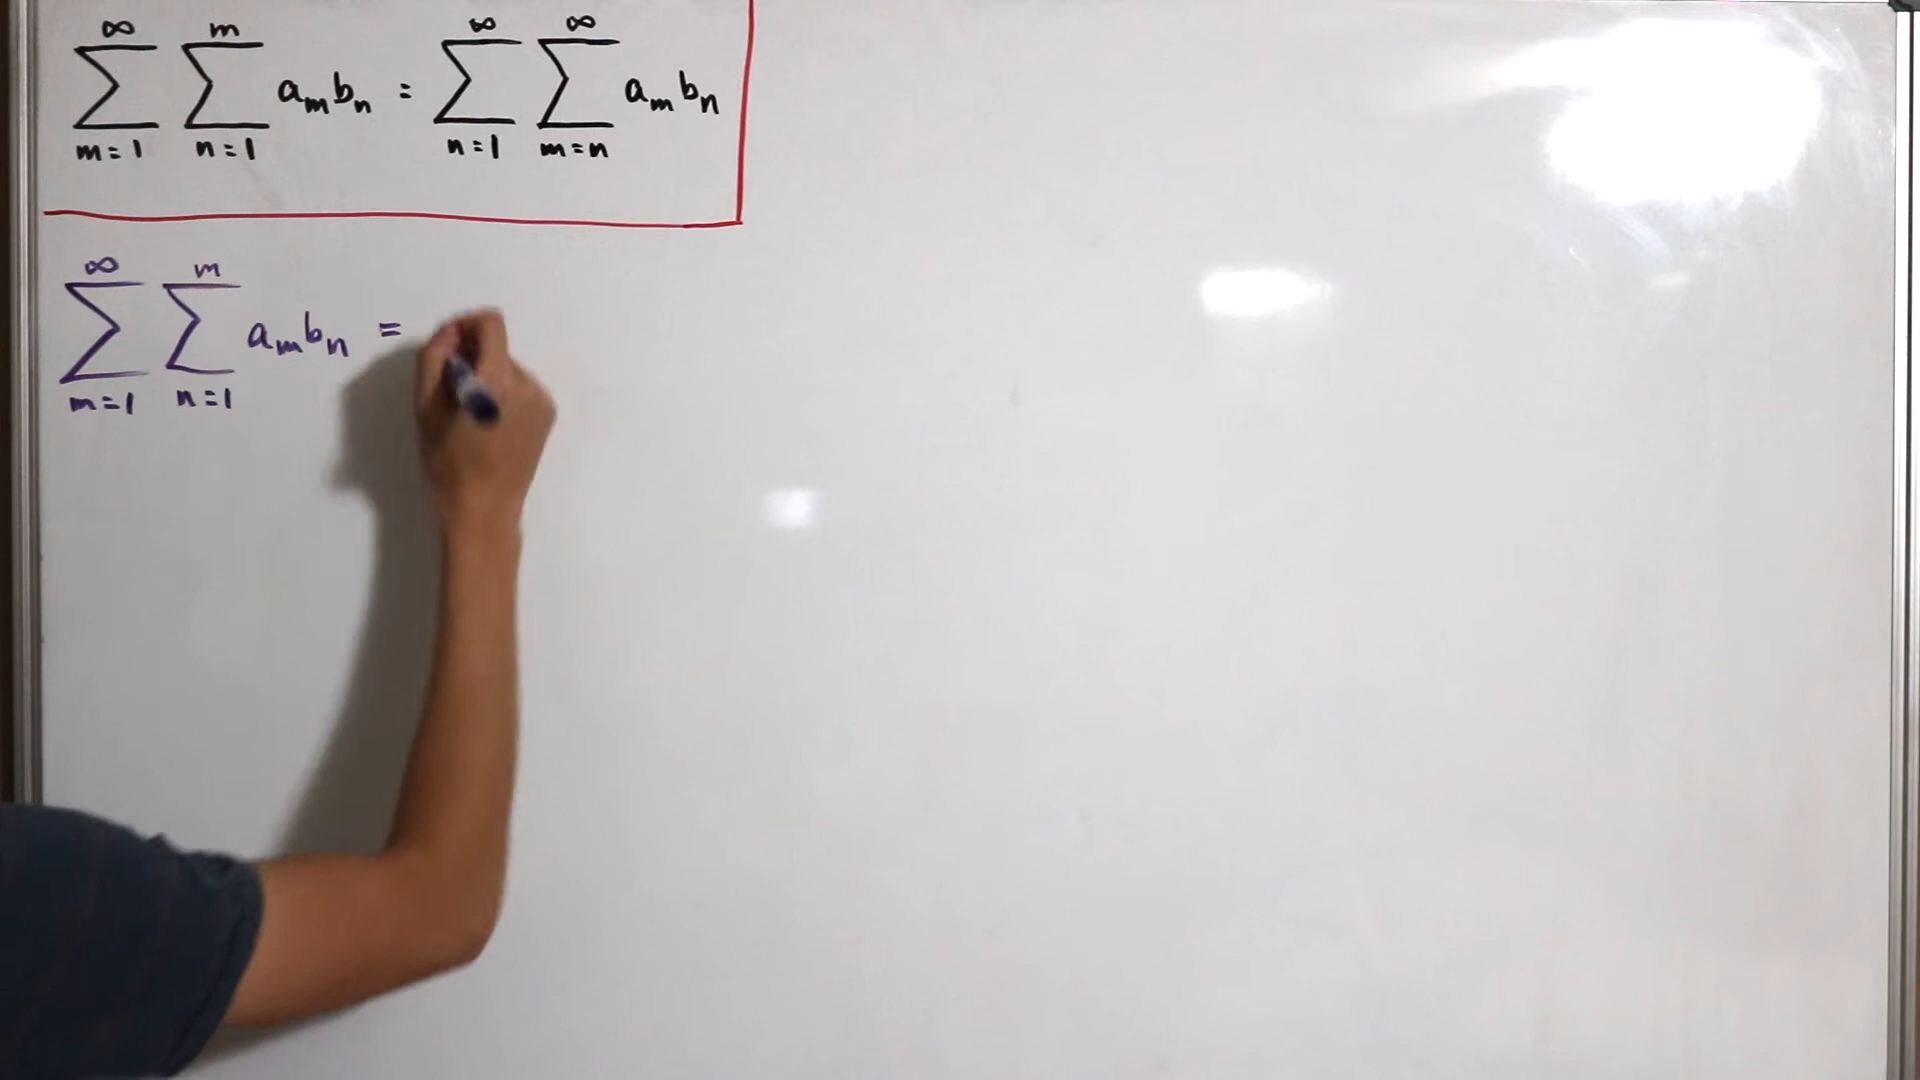 ∞ m ∞ ∞
∑ ∑ aₘbₙ = ∑ ∑ aₘbₙ
m=1 n=1 n=1 m=n
∞ m
∑ ∑ aₘbₙ =
m=1 n=1